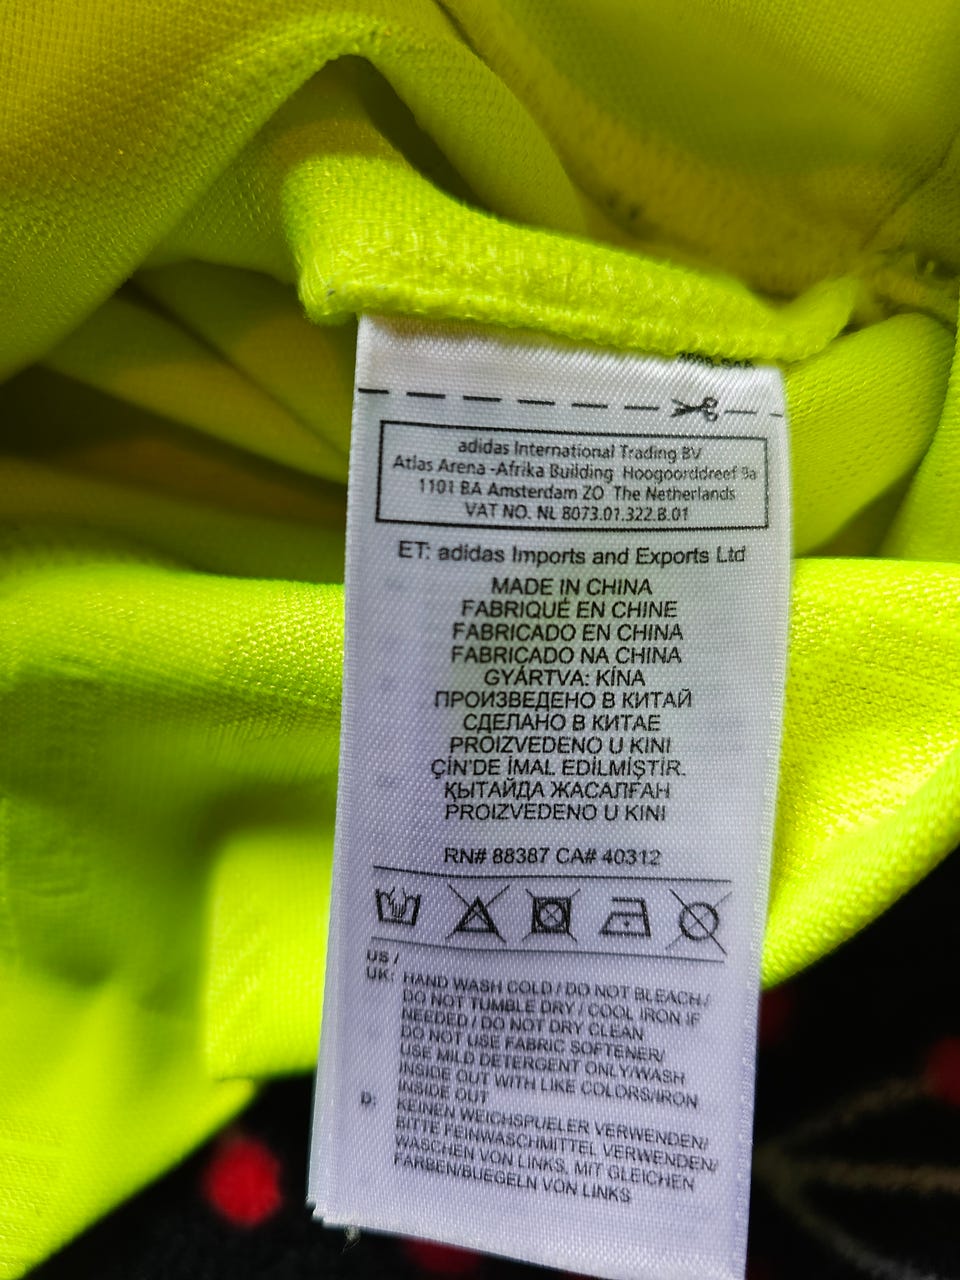 adidas International Trading BV
Atlas Arena -Afrika Building Hoogoorddreef 9a
1101 BA Amsterdam ZO The Netherlands
VAT NO. NL 8073.01.322.B.01
ET: adidas Imports and Exports Ltd
MADE IN CHINA
FABRIQUÉ EN CHINE
FABRICADO EN CHINA
FABRICADO NA CHINA
GYÁRTVA: KÍNA
ПРОИЗВЕДЕНО В КИТАЙ
СДЕЛАНО В КИТАЕ
PROIZVEDENO U KINI
ÇİN'DE İMAL EDİLMİŞTİR.
ҚЫТАЙДА ЖАСАЛҒАН
PROIZVEDENO U KINI
RN# 88387 CA# 40312
US /
UK: HAND WASH COLD / DO NOT BLEACH/
DO NOT TUMBLE DRY / COOL IRON IF
NEEDED / DO NOT DRY CLEAN
DO NOT USE FABRIC SOFTENER/
USE MILD DETERGENT ONLY/WASH
INSIDE OUT WITH LIKE COLORS/IRON
INSIDE OUT
D: KEINEN WEICHSPUELER VERWENDEN/
BITTE FEINWASCHMITTEL VERWENDEN/
WASCHEN VON LINKS, MIT GLEICHEN
FARBEN/BUEGELN VON LINKS